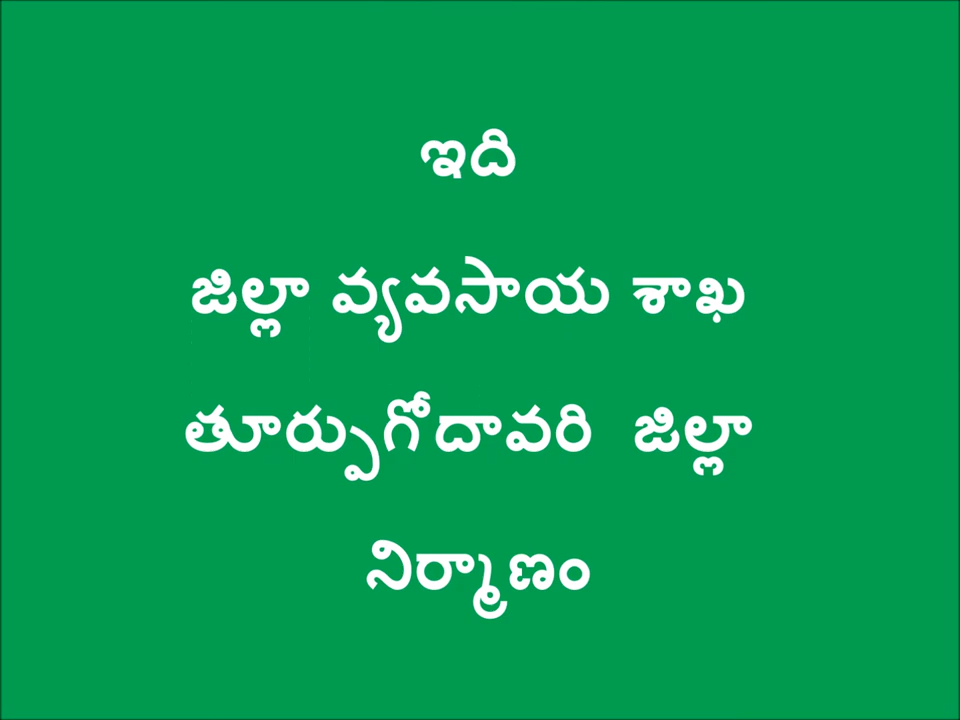 ఇది
జిల్లా వ్యవసాయ శాఖ
తూర్పుగోదావరి జిల్లా
నిర్మాణం